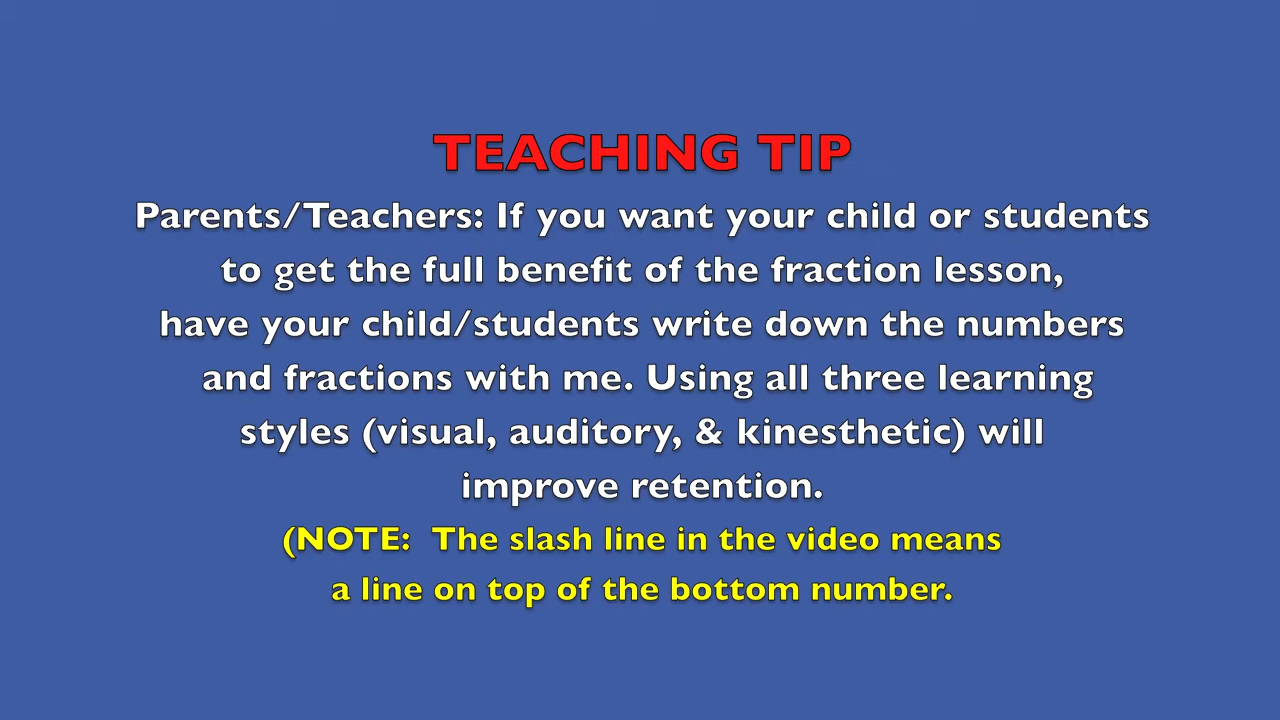 TEACHING TIP
Parents/Teachers: If you want your child or students
to get the full benefit of the fraction lesson,
have your child/students write down the numbers
and fractions with me. Using all three learning
styles (visual, auditory, & kinesthetic) will
improve retention.
(NOTE:  The slash line in the video means
a line on top of the bottom number.